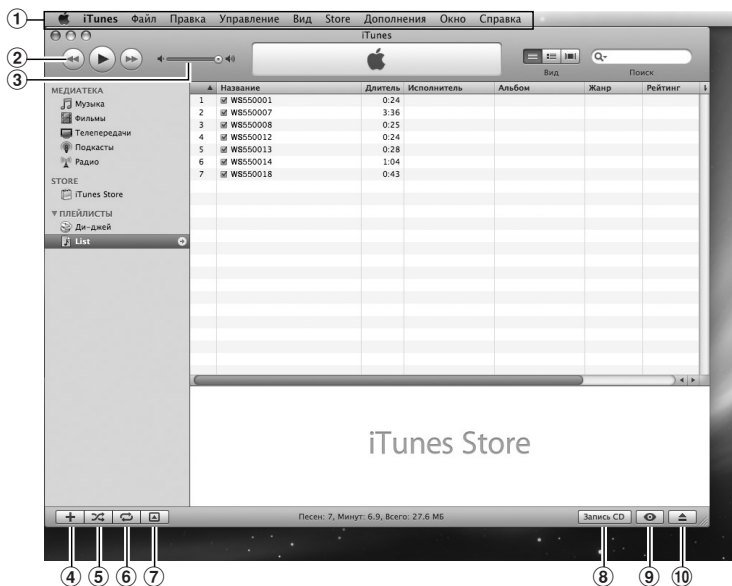 ① iTunes Файл Правка Управление Вид Store Дополнения Окно Справка
iTunes
②
③
Вид
Поиск
МЕДИАТЕКА
Музыка
Фильмы
Телепередачи
Подкасты
Радио
STORE
iTunes Store
ПЛЕЙЛИСТЫ
Ди-джей
List
Название Длитель Исполнитель Альбом Жанр Рейтинг
1 WS550001 0:24
2 WS550007 3:36
3 WS550008 0:25
4 WS550012 0:24
5 WS550013 0:28
6 WS550014 1:04
7 WS550018 0:43
iTunes Store
Песен: 7, Минут: 6.9, Всего: 27.6 МБ
Запись CD
④ ⑤ ⑥ ⑦ ⑧ ⑨ ⑩